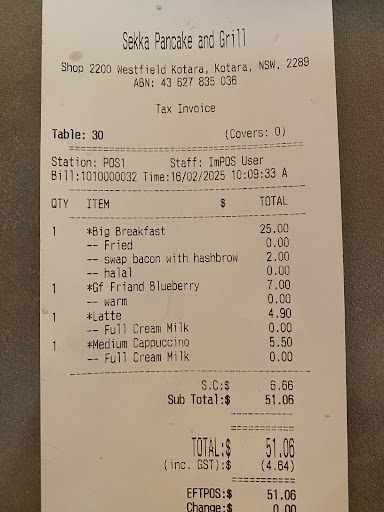 Sekka Pancake and Grill
Shop 2200 Westfield Kotara, Kotara, NSW, 2289
ABN: 43 627 835 036
Tax Invoice
Table: 30 (Covers: 0)
Station: POS1 Staff: ImPOS User
Bill:1010000032 Time:16/02/2025 10:09:33 A
QTY ITEM $ TOTAL
1 *Big Breakfast 25.00
-- Fried 0.00
-- swap bacon with hashbrow 2.00
-- halal 0.00
1 *Gf Friand Blueberry 7.00
-- warm 0.00
1 *Latte 4.90
-- Full Cream Milk 0.00
1 *Medium Cappuccino 5.50
-- Full Cream Milk 0.00
S.C:$ 6.66
Sub Total:$ 51.06
TOTAL:$ 51.06
(inc. GST):$ (4.64)
EFTPOS:$ 51.06
Change:$ 0.00